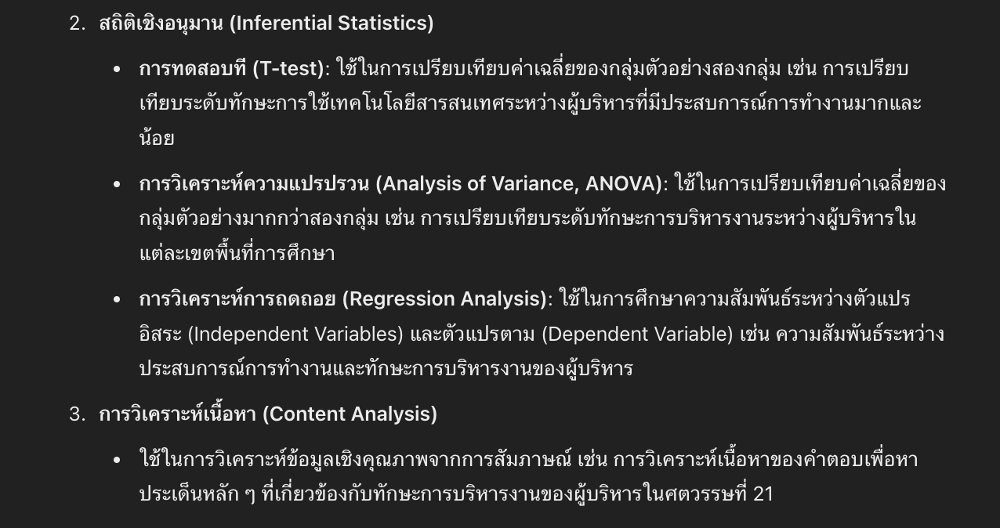 2. สถิติเชิงอนุมาน (Inferential Statistics)
• การทดสอบที (T-test): ใช้ในการเปรียบเทียบค่าเฉลี่ยของกลุ่มตัวอย่างสองกลุ่ม เช่น การเปรียบ
เทียบระดับทักษะการใช้เทคโนโลยีสารสนเทศระหว่างผู้บริหารที่มีประสบการณ์การทำงานมากและ
น้อย
• การวิเคราะห์ความแปรปรวน (Analysis of Variance, ANOVA): ใช้ในการเปรียบเทียบค่าเฉลี่ยของ
กลุ่มตัวอย่างมากกว่าสองกลุ่ม เช่น การเปรียบเทียบระดับทักษะการบริหารงานระหว่างผู้บริหารใน
แต่ละเขตพื้นที่การศึกษา
• การวิเคราะห์การถดถอย (Regression Analysis): ใช้ในการศึกษาความสัมพันธ์ระหว่างตัวแปร
อิสระ (Independent Variables) และตัวแปรตาม (Dependent Variable) เช่น ความสัมพันธ์ระหว่าง
ประสบการณ์การทำงานและทักษะการบริหารงานของผู้บริหาร
3. การวิเคราะห์เนื้อหา (Content Analysis)
• ใช้ในการวิเคราะห์ข้อมูลเชิงคุณภาพจากการสัมภาษณ์ เช่น การวิเคราะห์เนื้อหาของคำตอบเพื่อหา
ประเด็นหลัก ๆ ที่เกี่ยวข้องกับทักษะการบริหารงานของผู้บริหารในศตวรรษที่ 21